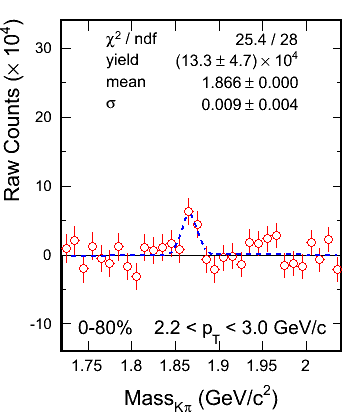 Raw Counts (× 10⁴)
30
20
10
0
-10
χ² / ndf 25.4 / 28
yield (13.3 ± 4.7) × 10⁴
mean 1.866 ± 0.000
σ 0.009 ± 0.004
0-80% 2.2 < p_T < 3.0 GeV/c
1.75 1.8 1.85 1.9 1.95 2
Mass_Kπ (GeV/c²)